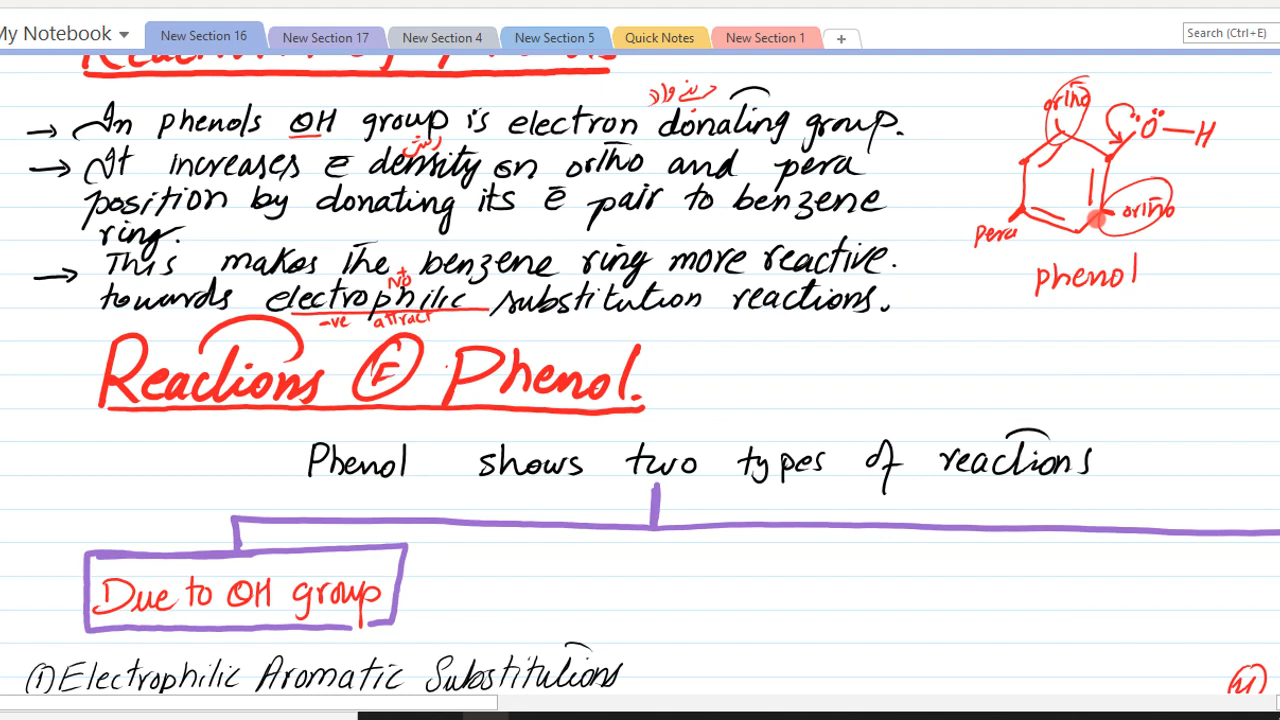 My Notebook
New Section 16
New Section 17
New Section 4
New Section 5
Quick Notes
New Section 1
+
Search (Ctrl+E)
→ In phenols OH group is electron donating group.
→ It increases ē density on ortho and pera
position by donating its ē pair to benzene
ring.
→ This makes the benzene ring more reactive.
towards electrophilic substitution reactions.
-ve attract
ortho
:Ö—H
ortho
pera
phenol
Reactions Phenol.
Phenol shows two types of reactions
Due to OH group
(1) Electrophilic Aromatic Substitutions